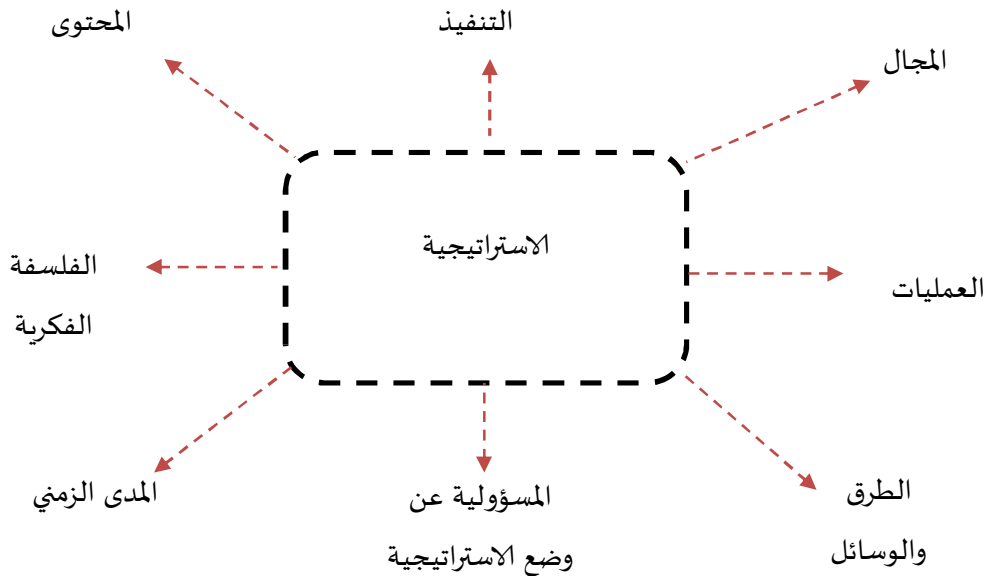 المحتوى
التنفيذ
المجال
الاستراتيجية
الفلسفة
الفكرية
العمليات
المدى الزمني
المسؤولية عن
وضع الاستراتيجية
الطرق
والوسائل